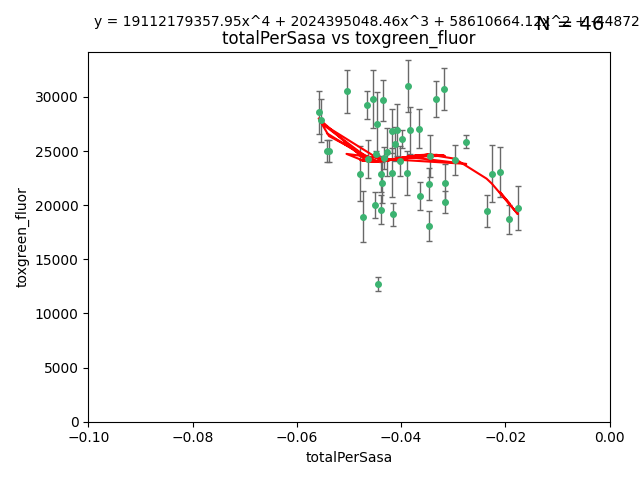 y = 19112179357.95x^4 + 2024395048.46x^3 + 58610664.12x^2 +
N = 46
totalPerSasa vs toxgreen_fluor
toxgreen_fluor
30000
25000
20000
15000
10000
5000
0
−0.10 −0.08 −0.06 −0.04 −0.02 0.00
totalPerSasa